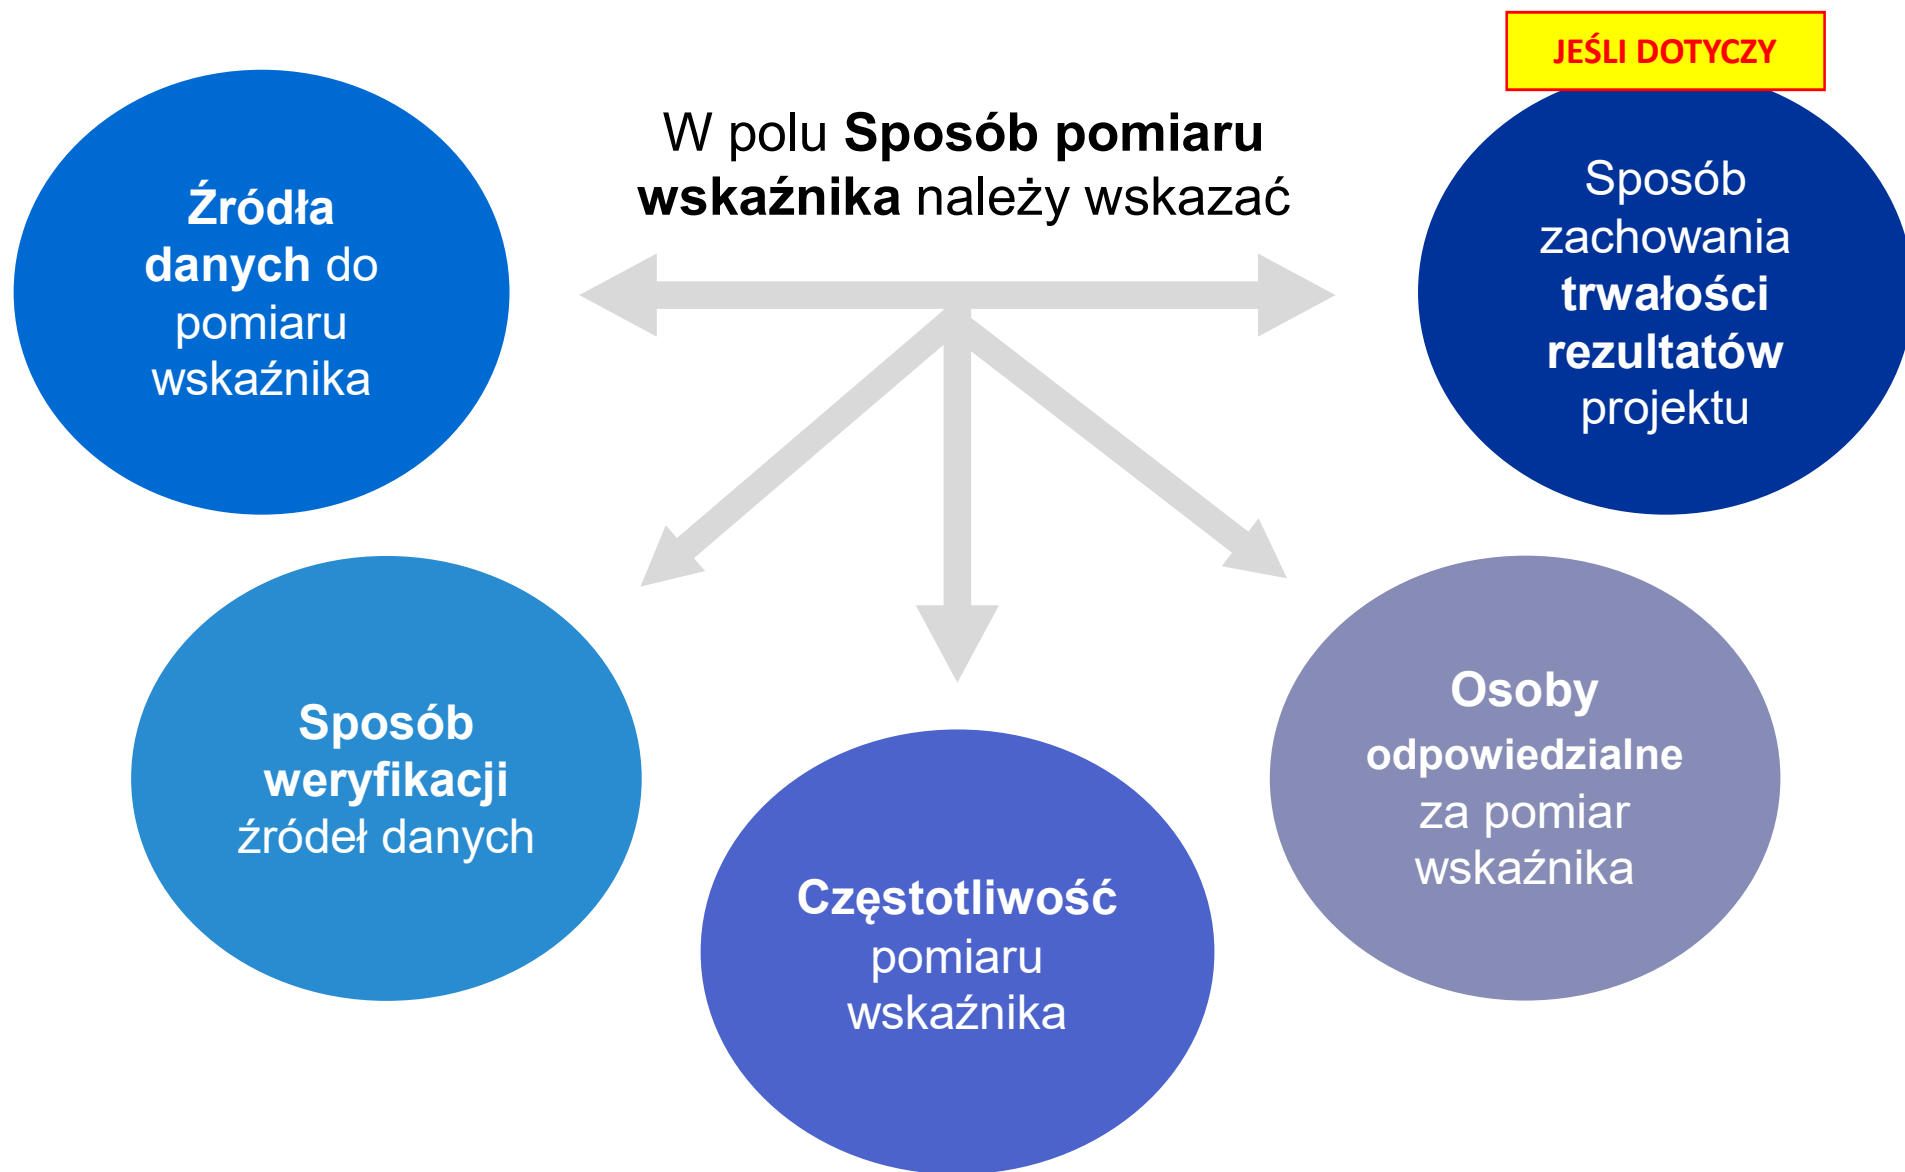 JEŚLI DOTYCZY
W polu Sposób pomiaru
wskaźnika należy wskazać
Źródła
danych do
pomiaru
wskaźnika
Sposób
zachowania
trwałości
rezultatów
projektu
Sposób
weryfikacji
źródeł danych
Częstotliwość
pomiaru
wskaźnika
Osoby
odpowiedzialne
za pomiar
wskaźnika